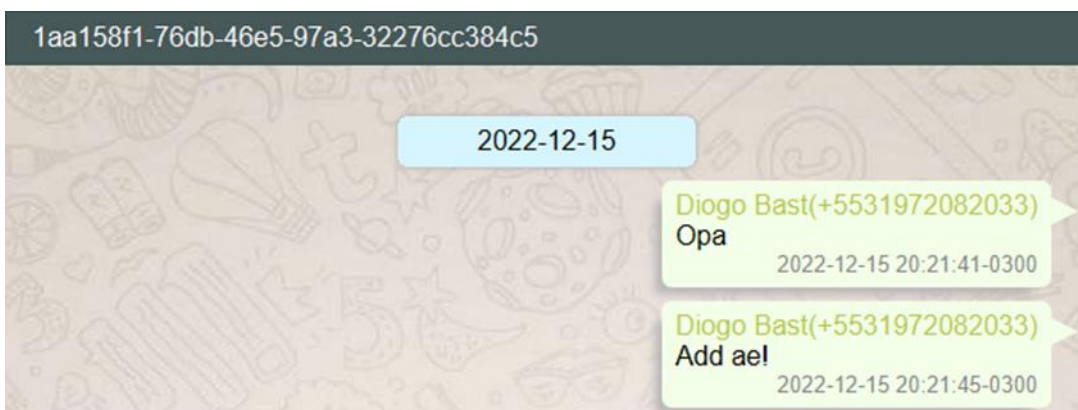 1aa158f1-76db-46e5-97a3-32276cc384c5
2022-12-15
Diogo Bast(+5531972082033)
Opa
2022-12-15 20:21:41-0300
Diogo Bast(+5531972082033)
Add ae!
2022-12-15 20:21:45-0300